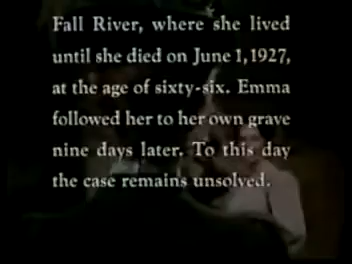 Fall River, where she lived
until she died on June 1, 1927,
at the age of sixty-six. Emma
followed her to her own grave
nine days later. To this day
the case remains unsolved.